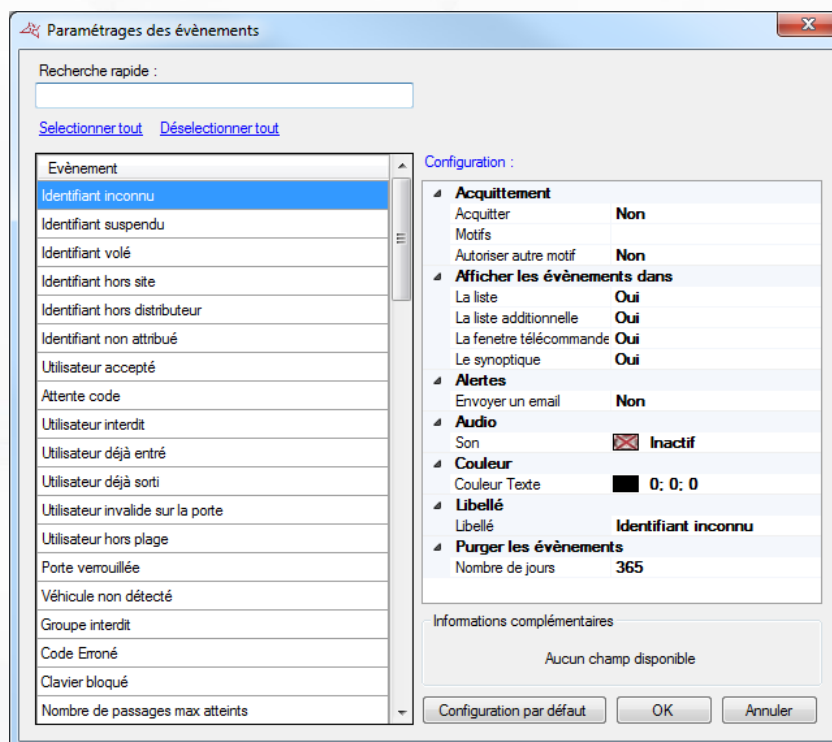 Paramétrages des évènements
Recherche rapide :
Selectionner tout Déselectionner tout
Evènement
Identifiant inconnu
Identifiant suspendu
Identifiant volé
Identifiant hors site
Identifiant hors distributeur
Identifiant non attribué
Utilisateur accepté
Attente code
Utilisateur interdit
Utilisateur déjà entré
Utilisateur déjà sorti
Utilisateur invalide sur la porte
Utilisateur hors plage
Porte verrouillée
Véhicule non détecté
Groupe interdit
Code Erroné
Clavier bloqué
Nombre de passages max atteints
Configuration :
Acquittement
Acquitter Non
Motifs
Autoriser autre motif Non
Afficher les évènements dans
La liste Oui
La liste additionnelle Oui
La fenetre télécommande Oui
Le synoptique Oui
Alertes
Envoyer un email Non
Audio
Son Inactif
Couleur
Couleur Texte 0; 0; 0
Libellé
Libellé Identifiant inconnu
Purger les évènements
Nombre de jours 365
Informations complémentaires
Aucun champ disponible
Configuration par défaut OK Annuler